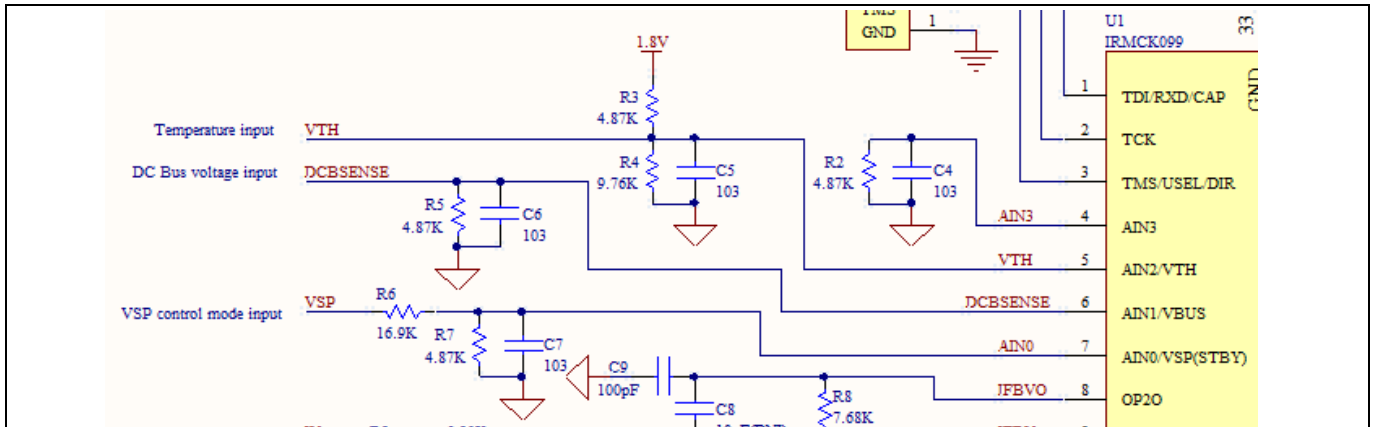 TMS
GND
1
U1
IRMCK099
33
GND
1.8V
R3
4.87K
1
TDI/RXD/CAP
Temperature input
VTH
2
TCK
DC Bus voltage input
DCBSENSE
R4
9.76K
C5
103
R2
4.87K
C4
103
3
TMS/USEL/DIR
R5
4.87K
C6
103
AIN3
4
AIN3
VTH
5
AIN2/VTH
VSP control mode input
VSP
R6
16.9K
DCBSENSE
6
AIN1/VBUS
R7
4.87K
C7
103
AIN0
7
AIN0/VSP(STBY)
C9
100pF
IFBVO
8
OP2O
C8
R8
7.68K